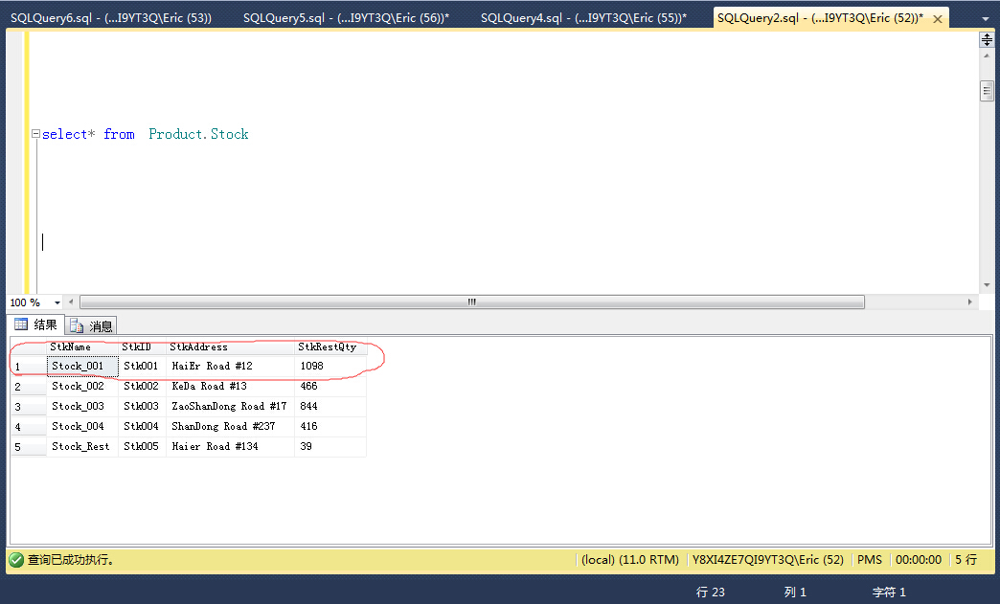 SQLQuery6.sql - (...I9YT3Q\Eric (53)) SQLQuery5.sql - (...I9YT3Q\Eric (56))* SQLQuery4.sql - (...I9YT3Q\Eric (55))* SQLQuery2.sql - (...I9YT3Q\Eric (52))*
select* from Product.Stock
100 %
结果 消息
StkName StkID StkAddress StkRestQty
1 Stock_001 Stk001 HaiEr Road #12 1098
2 Stock_002 Stk002 KeDa Road #13 466
3 Stock_003 Stk003 ZaoShanDong Road #17 844
4 Stock_004 Stk004 ShanDong Road #237 416
5 Stock_Rest Stk005 Haier Road #134 39
查询已成功执行。 (local) (11.0 RTM) Y8XI4ZE7QI9YT3Q\Eric (52) PMS 00:00:00 5 行
行 23 列 1 字符 1